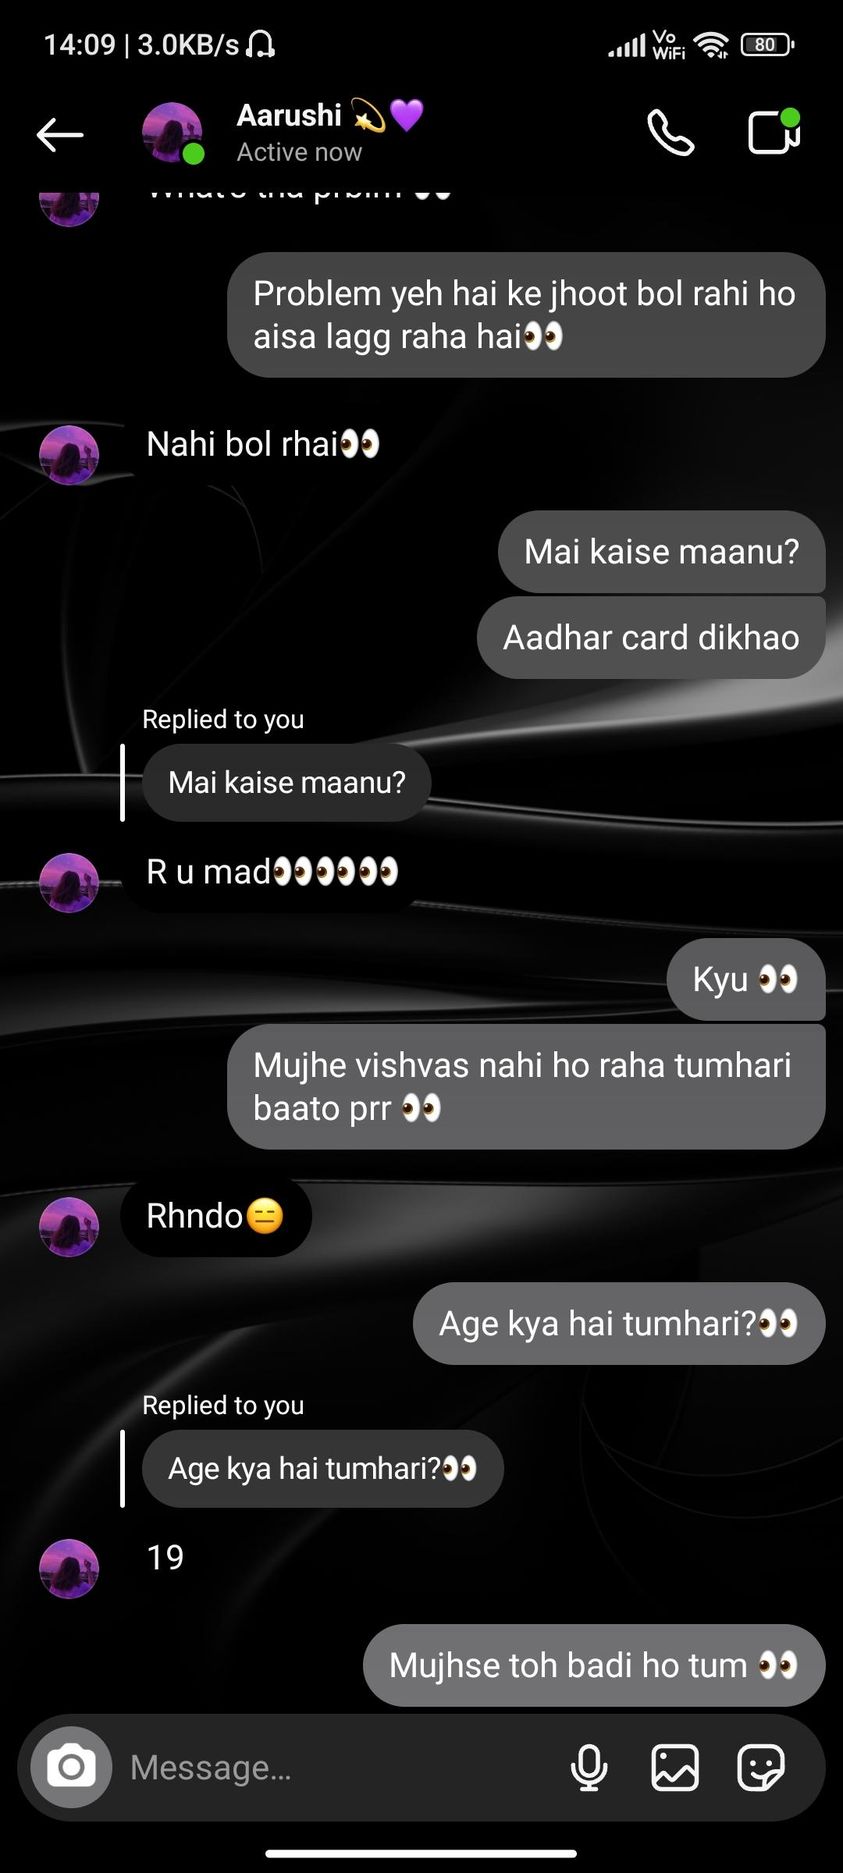 14:09 | 3.0KB/s
Vo
WiFi
80
Aarushi 💫💜
Active now
What's tha prblm 👀
Problem yeh hai ke jhoot bol rahi ho
aisa lagg raha hai👀
Nahi bol rhai👀
Mai kaise maanu?
Aadhar card dikhao
Replied to you
Mai kaise maanu?
R u mad👀👀👀
Kyu 👀
Mujhe vishvas nahi ho raha tumhari
baato prr 👀
Rhndo😑
Age kya hai tumhari?👀
Replied to you
Age kya hai tumhari?👀
19
Mujhse toh badi ho tum 👀
Message...